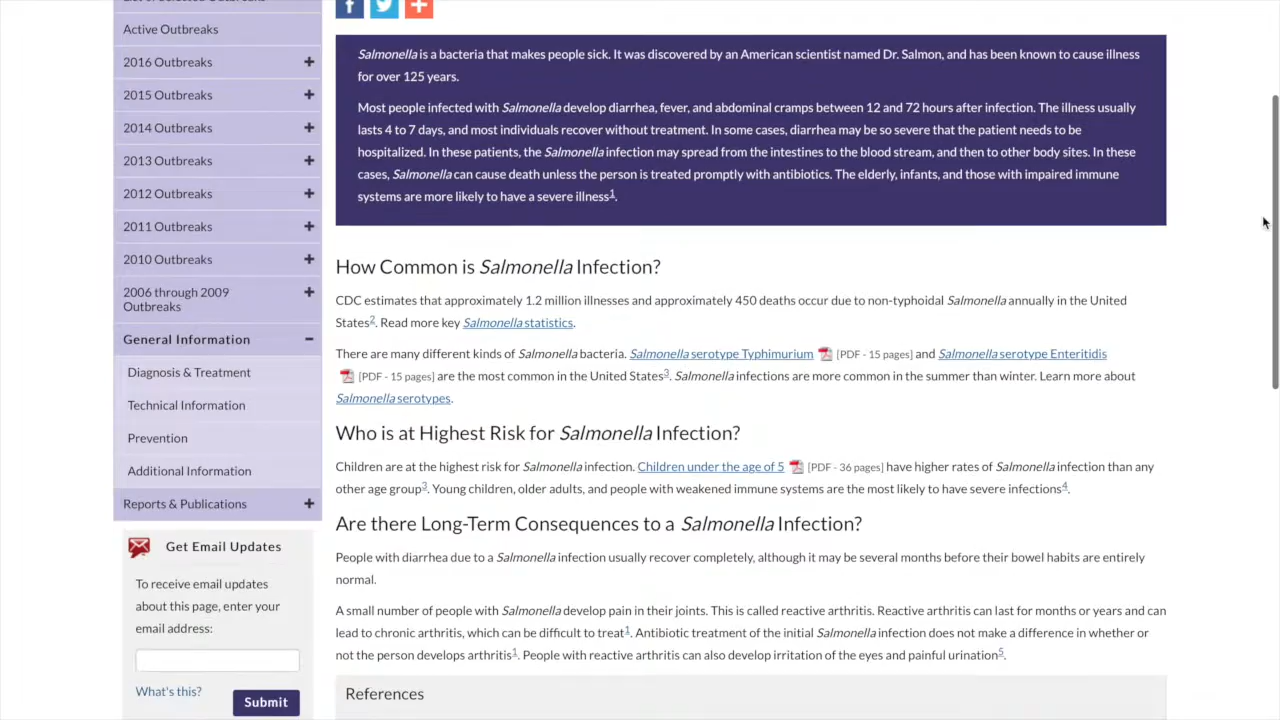 Active Outbreaks
2016 Outbreaks
2015 Outbreaks
2014 Outbreaks
2013 Outbreaks
2012 Outbreaks
2011 Outbreaks
2010 Outbreaks
2006 through 2009
Outbreaks
General Information
Diagnosis & Treatment
Technical Information
Prevention
Additional Information
Reports & Publications
Get Email Updates
To receive email updates
about this page, enter your
email address:
What's this?
Submit
Salmonella is a bacteria that makes people sick. It was discovered by an American scientist named Dr. Salmon, and has been known to cause illness
for over 125 years.
Most people infected with Salmonella develop diarrhea, fever, and abdominal cramps between 12 and 72 hours after infection. The illness usually
lasts 4 to 7 days, and most individuals recover without treatment. In some cases, diarrhea may be so severe that the patient needs to be
hospitalized. In these patients, the Salmonella infection may spread from the intestines to the blood stream, and then to other body sites. In these
cases, Salmonella can cause death unless the person is treated promptly with antibiotics. The elderly, infants, and those with impaired immune
systems are more likely to have a severe illness1.
How Common is Salmonella Infection?
CDC estimates that approximately 1.2 million illnesses and approximately 450 deaths occur due to non-typhoidal Salmonella annually in the United
States2. Read more key Salmonella statistics.
There are many different kinds of Salmonella bacteria. Salmonella serotype Typhimurium [PDF - 15 pages] and Salmonella serotype Enteritidis
[PDF - 15 pages] are the most common in the United States3. Salmonella infections are more common in the summer than winter. Learn more about
Salmonella serotypes.
Who is at Highest Risk for Salmonella Infection?
Children are at the highest risk for Salmonella infection. Children under the age of 5 [PDF - 36 pages] have higher rates of Salmonella infection than any
other age group3. Young children, older adults, and people with weakened immune systems are the most likely to have severe infections4.
Are there Long-Term Consequences to a Salmonella Infection?
People with diarrhea due to a Salmonella infection usually recover completely, although it may be several months before their bowel habits are entirely
normal.
A small number of people with Salmonella develop pain in their joints. This is called reactive arthritis. Reactive arthritis can last for months or years and can
lead to chronic arthritis, which can be difficult to treat1. Antibiotic treatment of the initial Salmonella infection does not make a difference in whether or
not the person develops arthritis1. People with reactive arthritis can also develop irritation of the eyes and painful urination5.
References